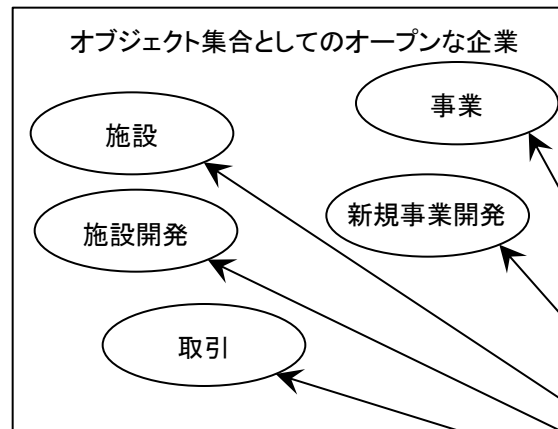 オブジェクト集合としてのオープンな企業
事業
施設
新規事業開発
施設開発
取引